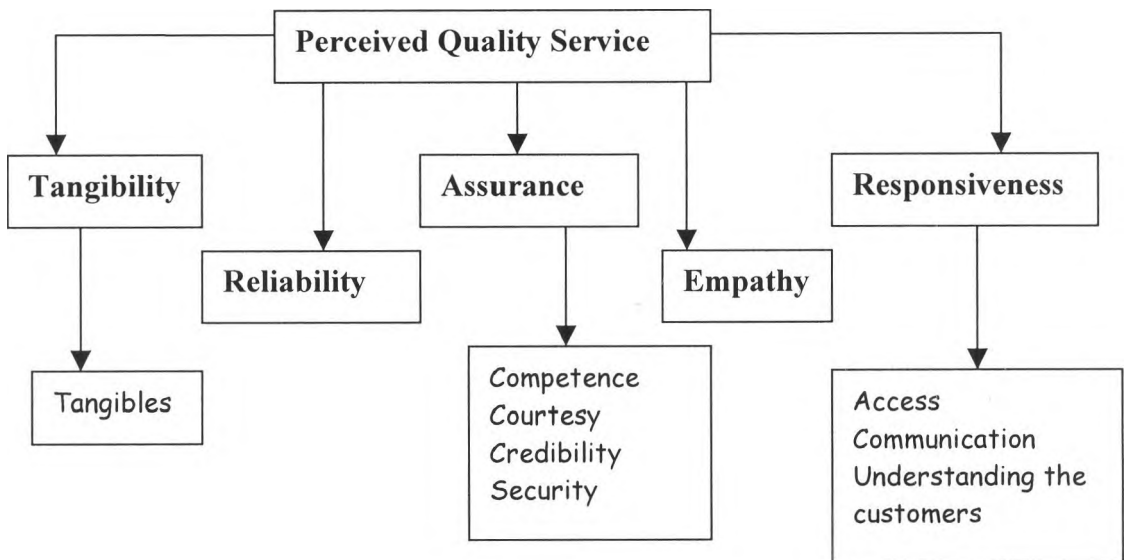 Perceived Quality Service
Tangibility
Assurance
Responsiveness
Reliability
Empathy
Tangibles
Competence
Courtesy
Credibility
Security
Access
Communication
Understanding the
customers